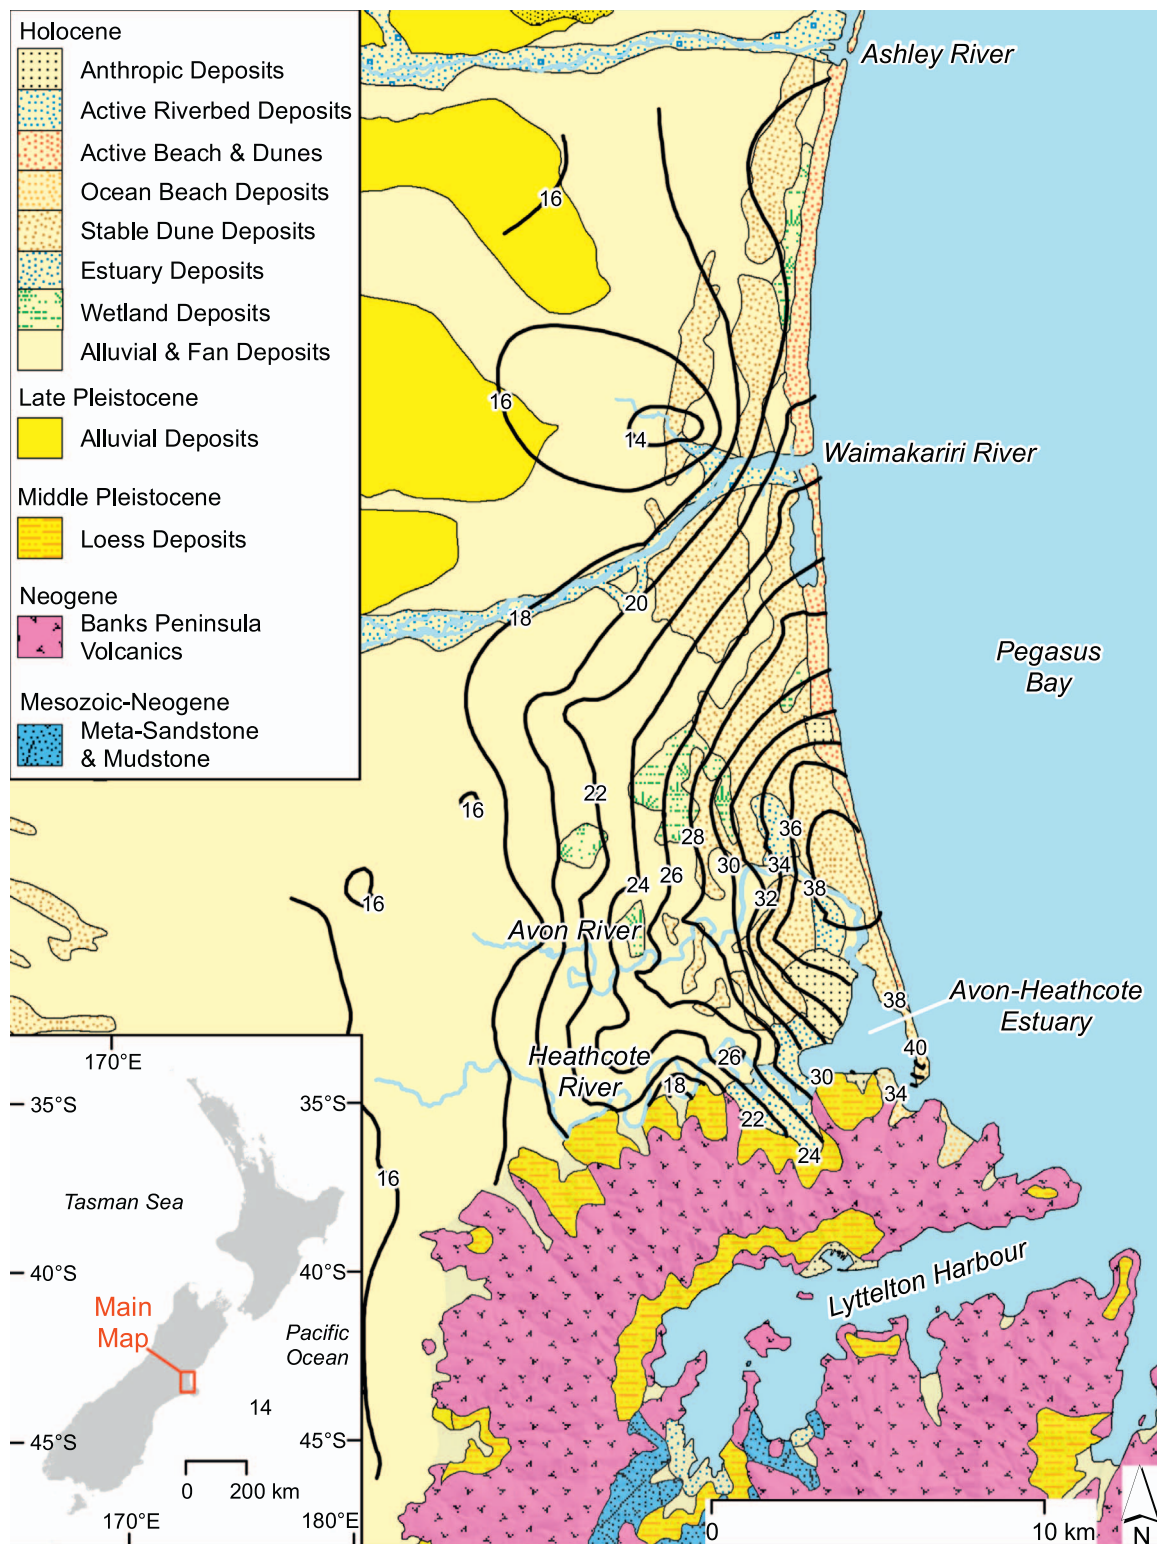 Holocene
Anthropic Deposits
Active Riverbed Deposits
Active Beach & Dunes
Ocean Beach Deposits
Stable Dune Deposits
Estuary Deposits
Wetland Deposits
Alluvial & Fan Deposits
Late Pleistocene
Alluvial Deposits
Middle Pleistocene
Loess Deposits
Neogene
Banks Peninsula
Volcanics
Mesozoic-Neogene
Meta-Sandstone
& Mudstone
Ashley River
16
16
14
Waimakariri River
18
20
Pegasus
Bay
16
22
28
36
16
24
26
30
34
38
32
Avon River
Avon-Heathcote
Estuary
38
40
Heathcote
River
26
18
30
34
22
24
16
Lyttelton Harbour
170°E
35°S
180°S
35°S
Tasman Sea
40°S
40°S
Main
Map
Pacific
Ocean
14
45°S
45°S
0
200 km
170°E
180°E
0
10 km
N